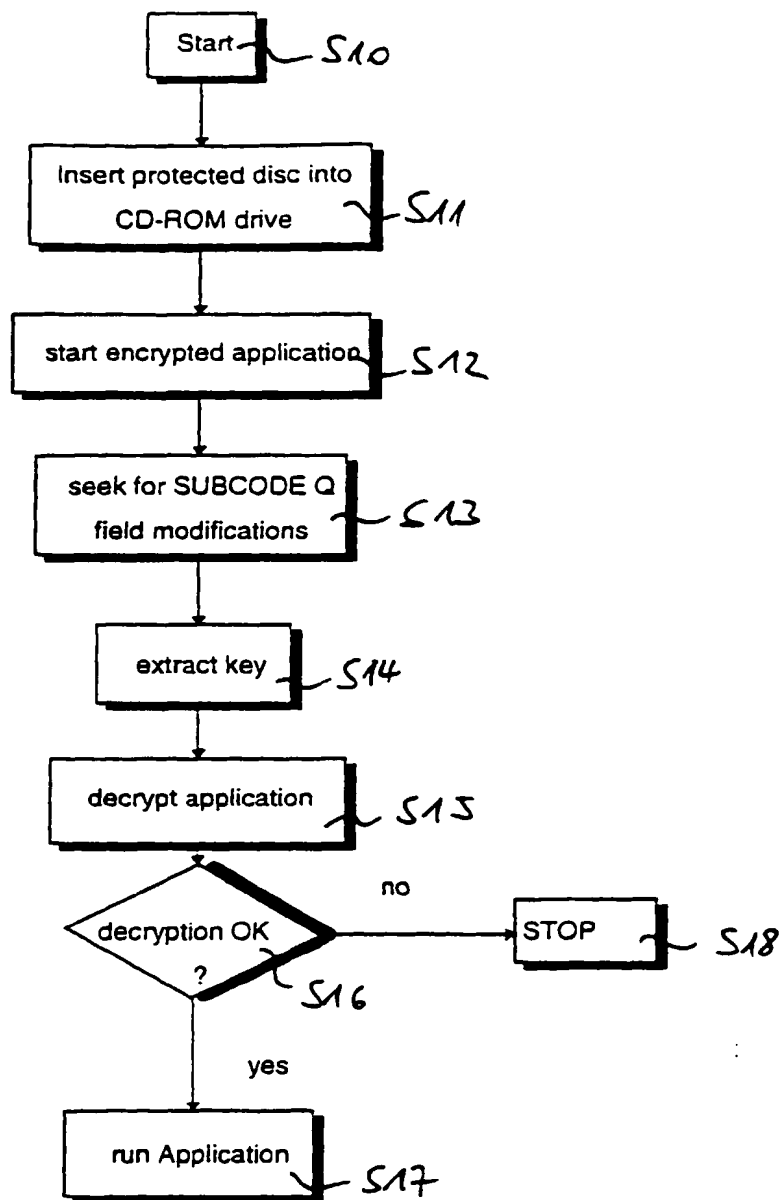 Start
S10
Insert protected disc into
CD-ROM drive
S11
start encrypted application
S12
seek for SUBCODE Q
field modifications
S13
extract key
S14
decrypt application
S15
no
decryption OK
?
S16
STOP
S18
yes
run Application
S17